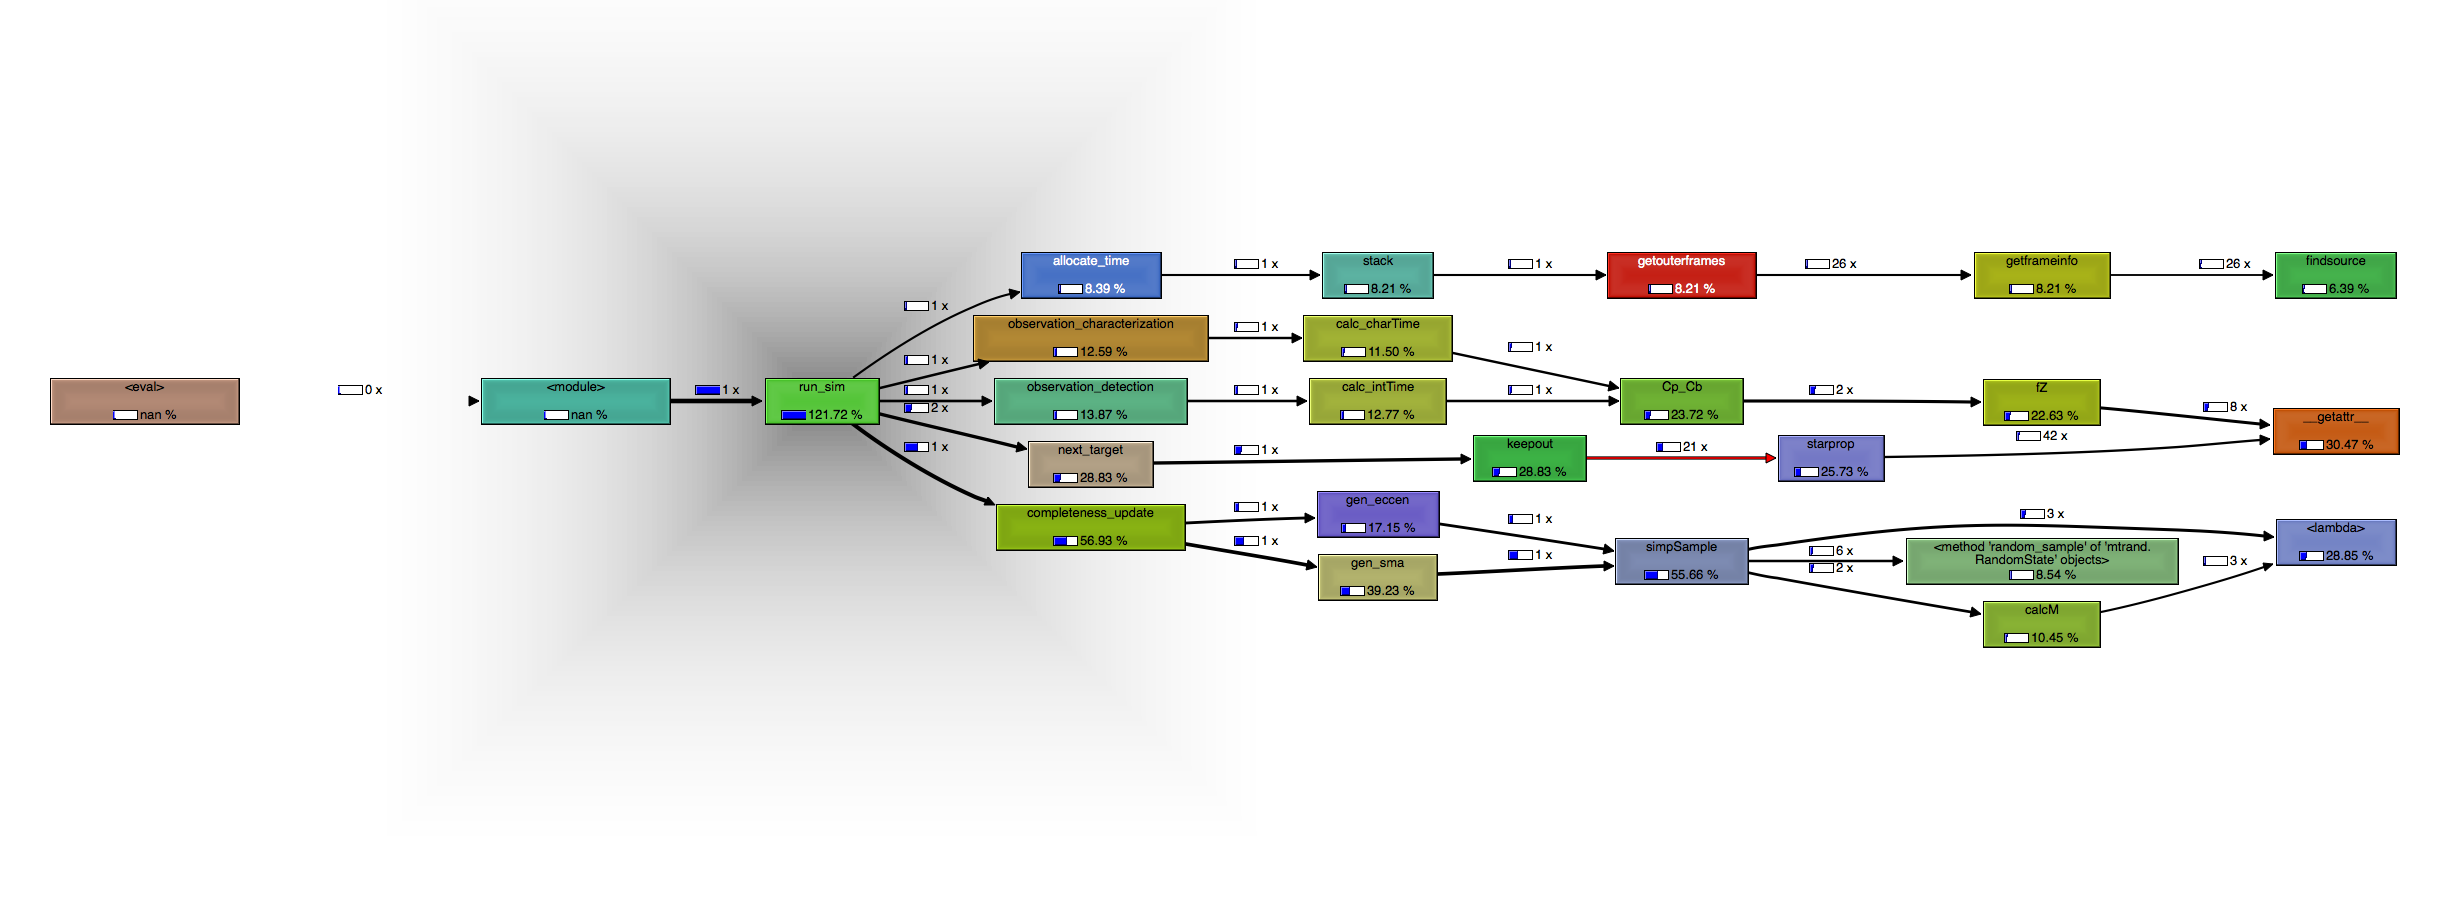 <eval>
nan %
0 x
<module>
nan %
1 x
run_sim
121.72 %
1 x
1 x
1 x
2 x
1 x
allocate_time
8.39 %
1 x
stack
8.21 %
1 x
getouterframes
8.21 %
26 x
getframeinfo
8.21 %
26 x
findsource
6.39 %
observation_characterization
12.59 %
1 x
calc_charTime
11.50 %
1 x
observation_detection
13.87 %
1 x
calc_intTime
12.77 %
1 x
Cp_Cb
23.72 %
2 x
fZ
22.63 %
8 x
__getattr__
30.47 %
next_target
28.83 %
1 x
keepout
28.83 %
21 x
starprop
25.73 %
42 x
completeness_update
56.93 %
1 x
1 x
gen_eccen
17.15 %
1 x
gen_sma
39.23 %
1 x
simpSample
55.66 %
3 x
6 x
2 x
<method 'random_sample' of 'mtrand.
RandomState' objects>
8.54 %
calcM
10.45 %
3 x
<lambda>
28.85 %